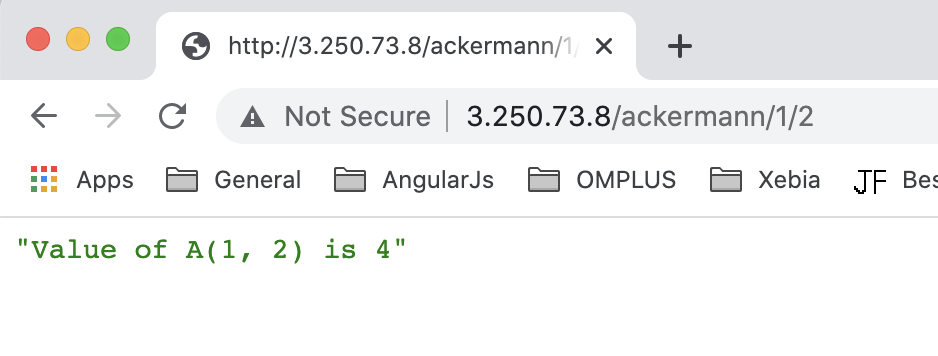 http://3.250.73.8/ackermann/1/
Not Secure 3.250.73.8/ackermann/1/2
Apps General AngularJs OMPLUS Xebia JF Bes
"Value of A(1, 2) is 4"